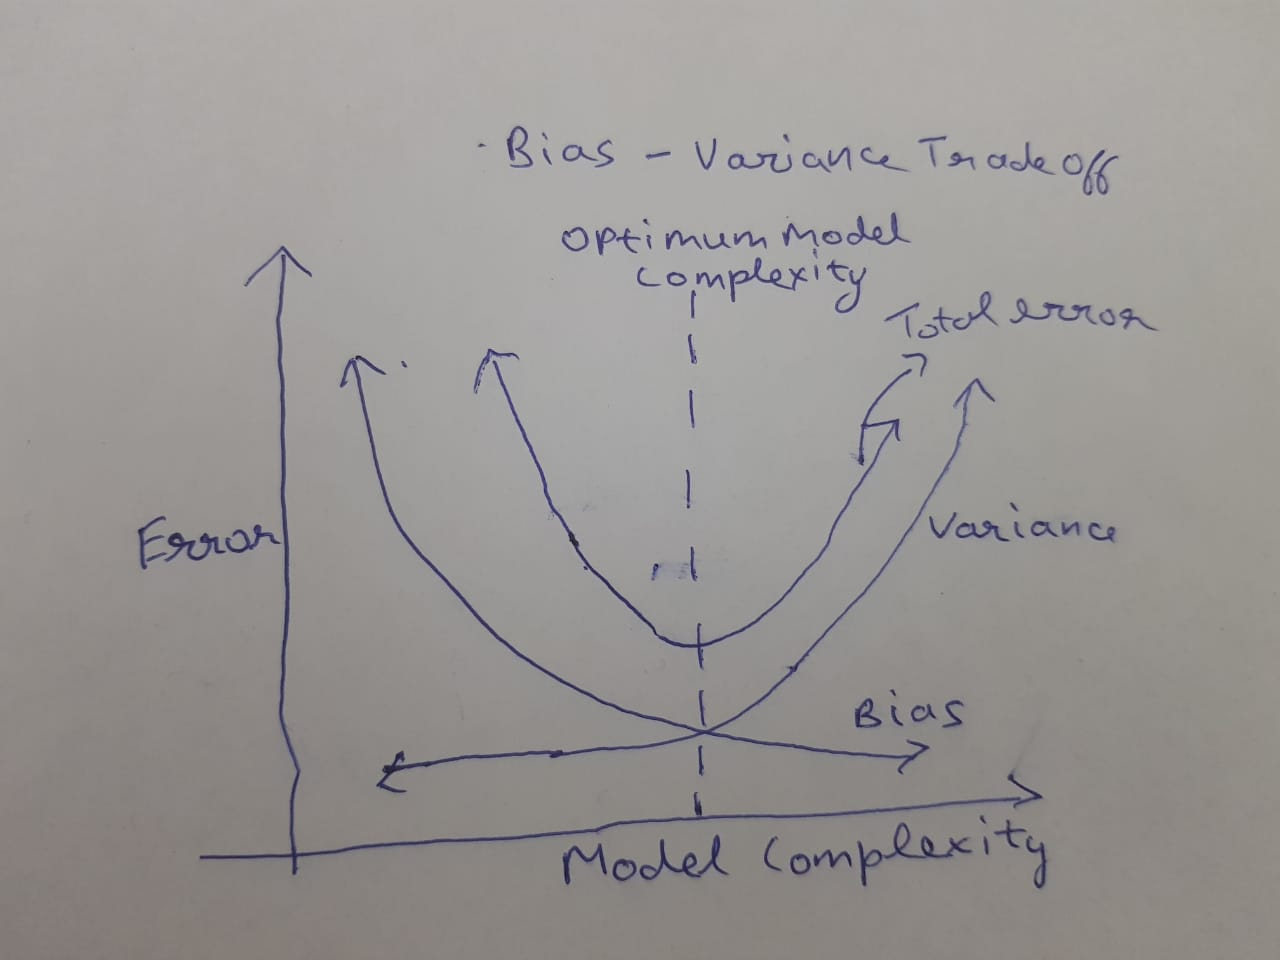 Bias - Variance Trade Off
Optimum Model
Complexity
Total error
Error
Variance
Bias
Model Complexity